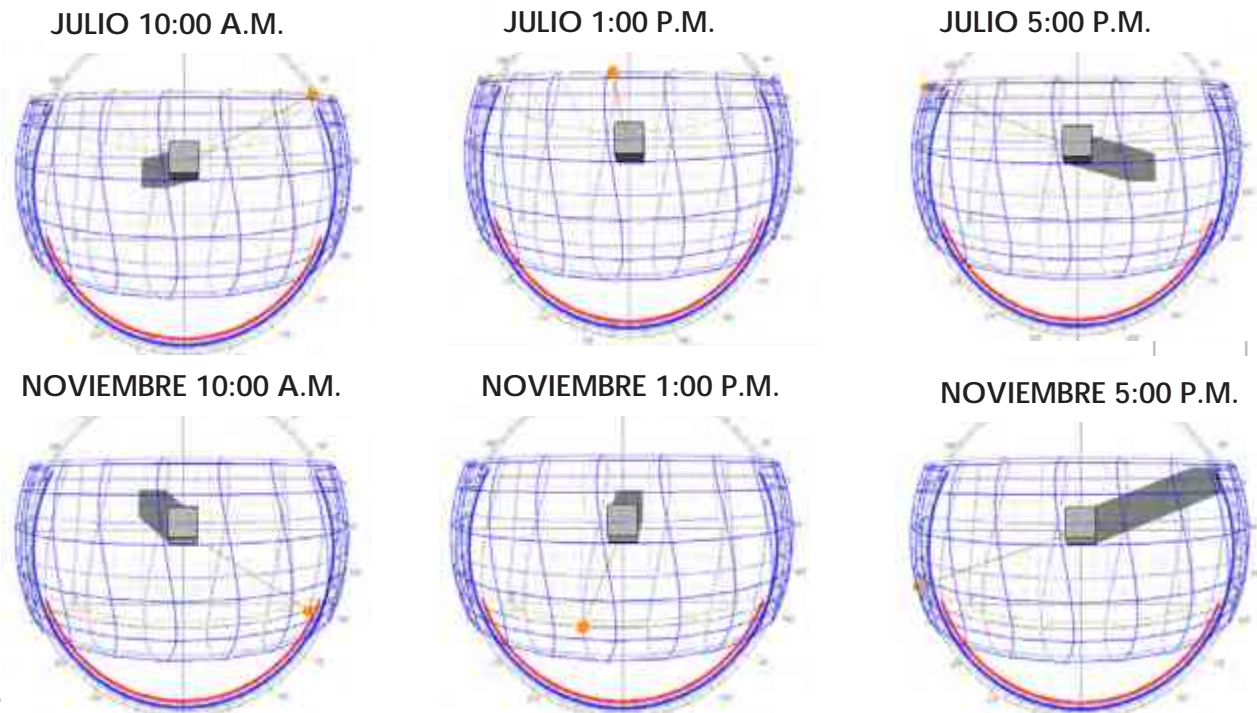 JULIO 10:00 A.M.
JULIO 1:00 P.M.
JULIO 5:00 P.M.
NOVIEMBRE 10:00 A.M.
NOVIEMBRE 1:00 P.M.
NOVIEMBRE 5:00 P.M.